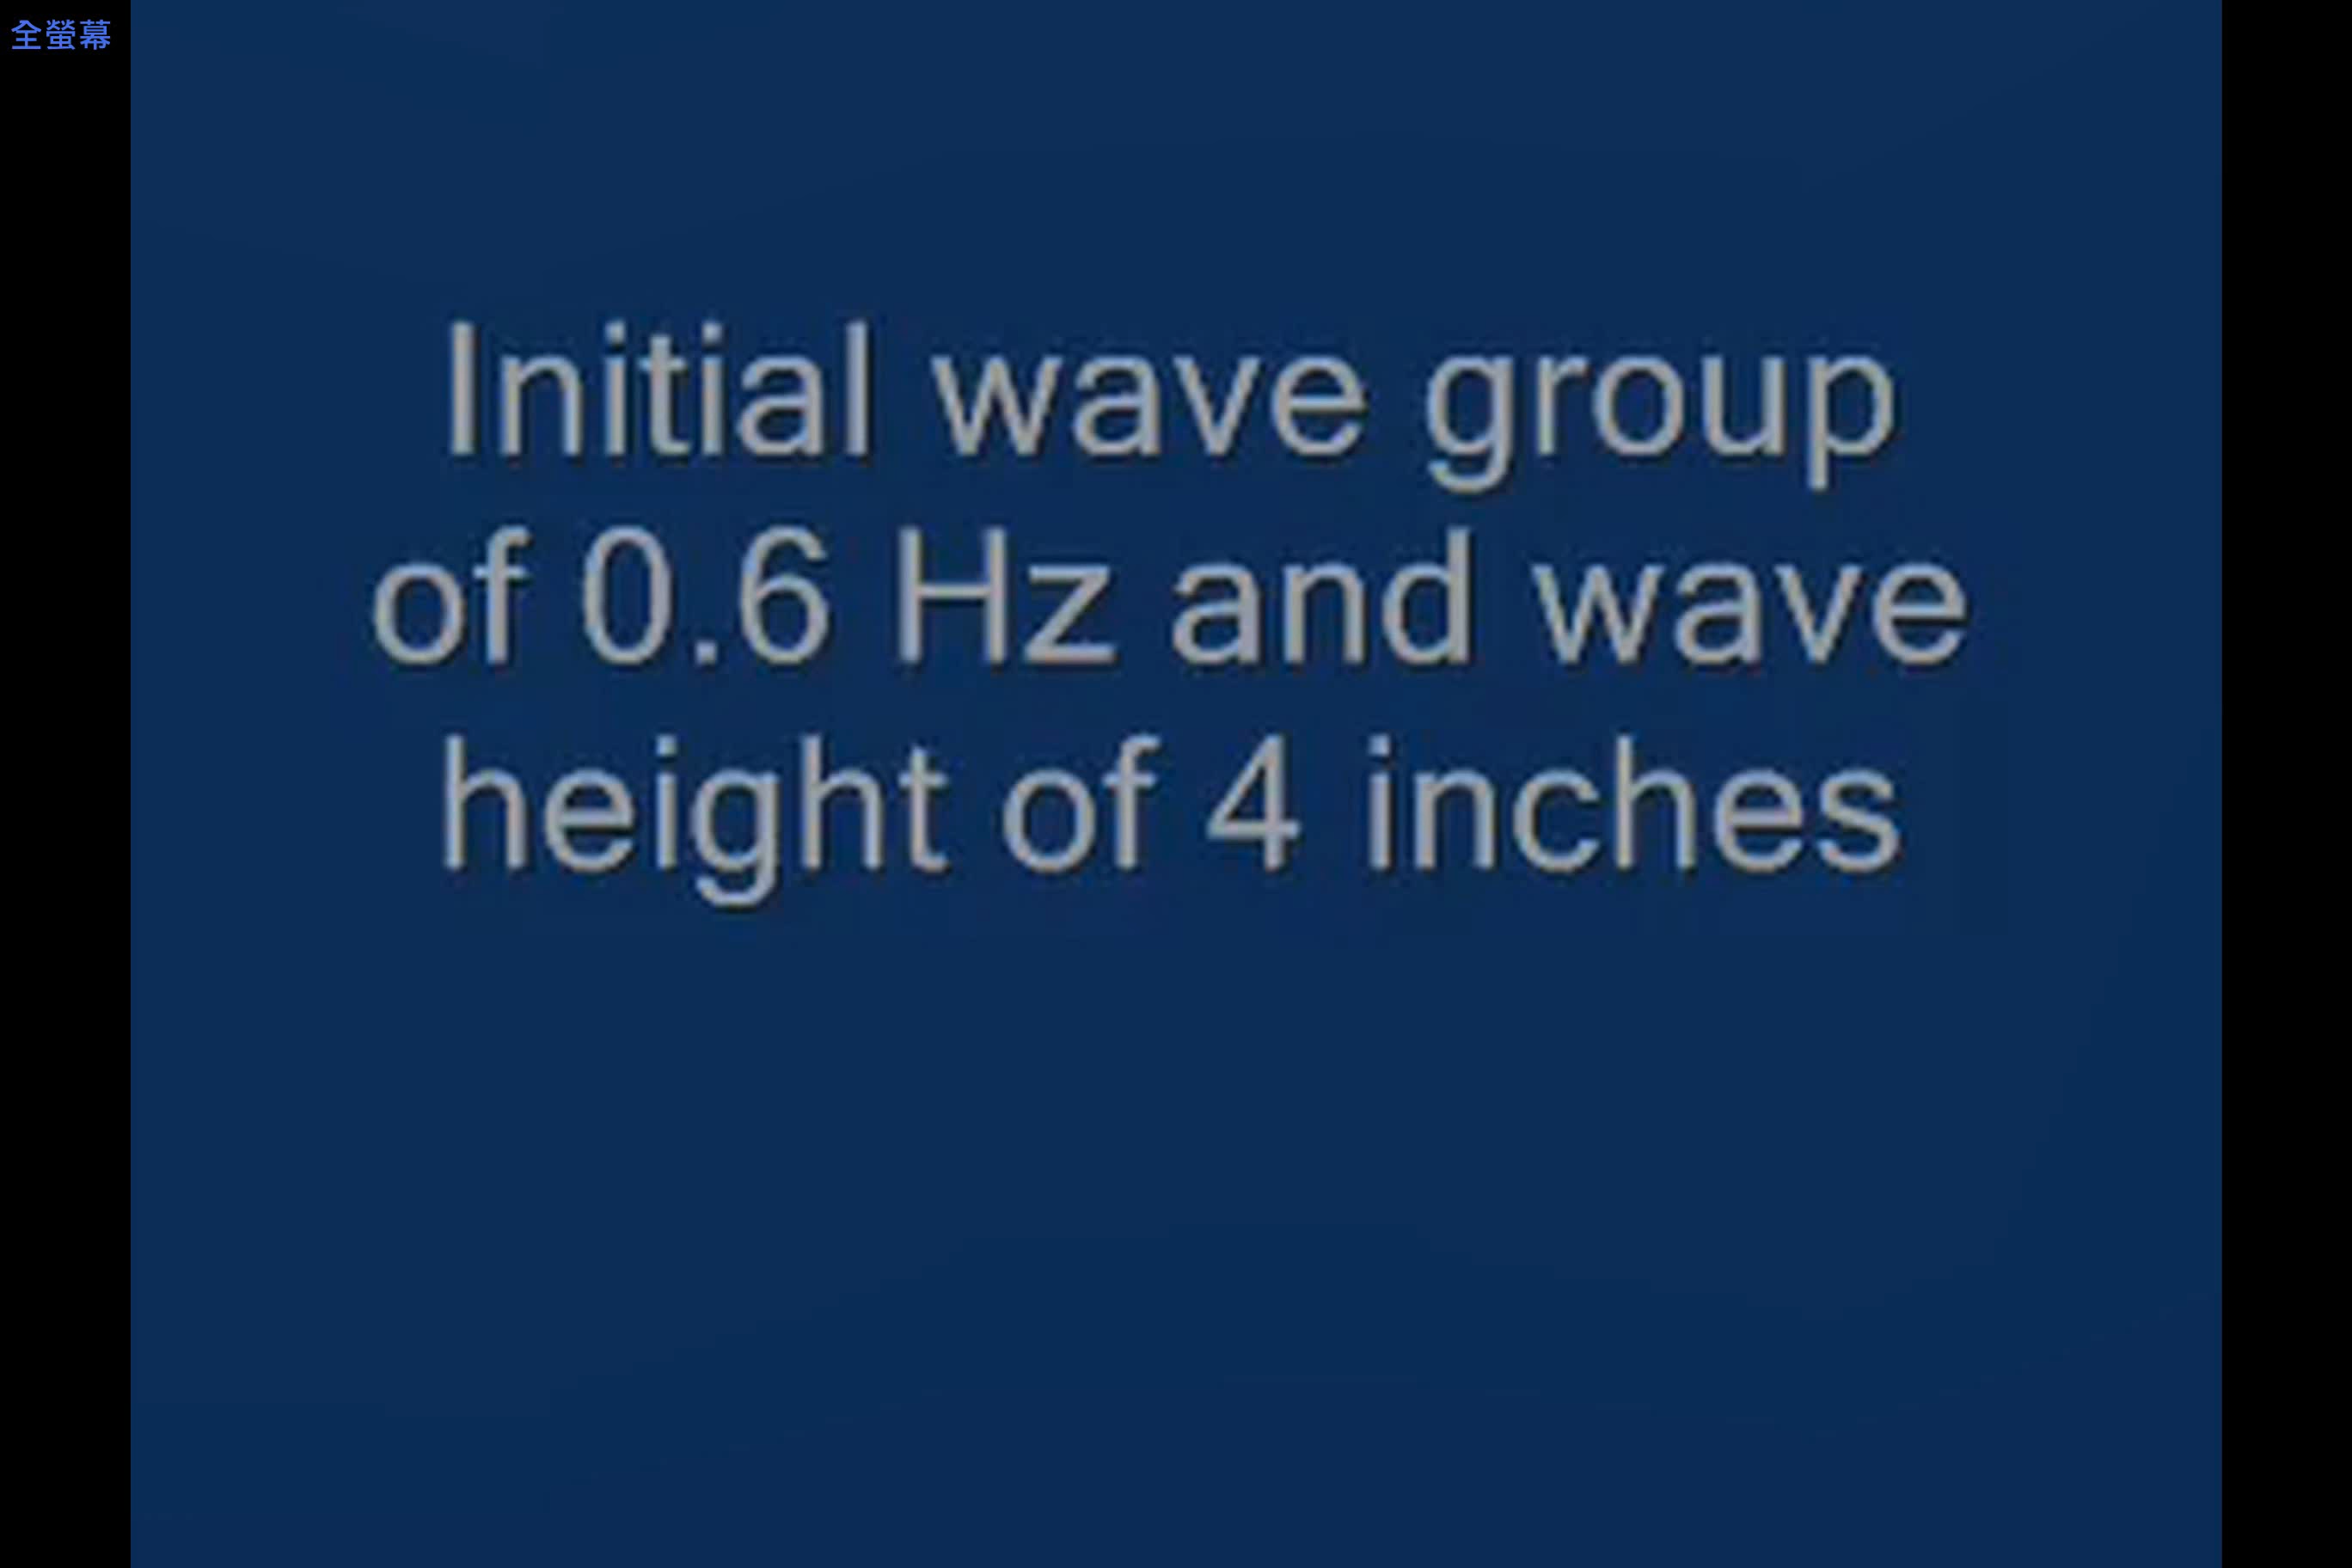 全螢幕
Initial wave group
of 0.6 Hz and wave
height of 4 inches